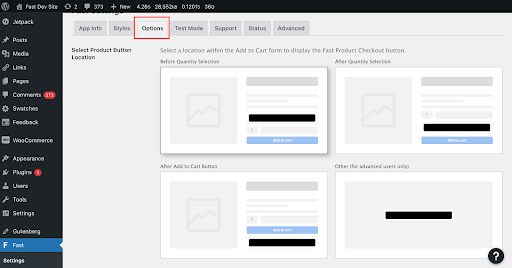 Fast Dev Site 2 373 New 4.26s 28,552KB 0.1201s 38Q
Jetpack
Posts
Media
Links
Pages
Comments 373
Feedback
Swatches
WooCommerce
Appearance
Plugins 1
Users
Tools
Settings
Gutenberg
Fast
Settings
App Info Styles Options Test Mode Support Status Advanced
Select Product Button
Location
Select a location within the Add to Cart form to display the Fast Product Checkout button.
Before Quantity Selection
After Quantity Selection
Add to cart
Add to cart
After Add to Cart Button
Other (for advanced users only)
Add to cart
?